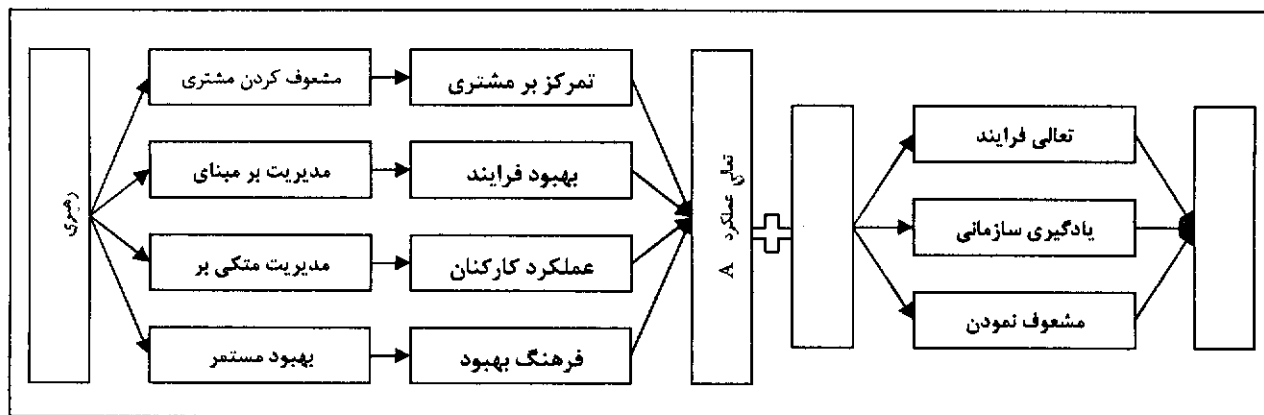 رهبری
مشعوف کردن مشتری
تمرکز بر مشتری
مدیریت بر مبنای
بهبود فرایند
مدیریت متکی بر
عملکرد کارکنان
بهبود مستمر
فرهنگ بهبود
تعالی عملکرد A
تعالی فرایند
یادگیری سازمانی
مشعوف نمودن